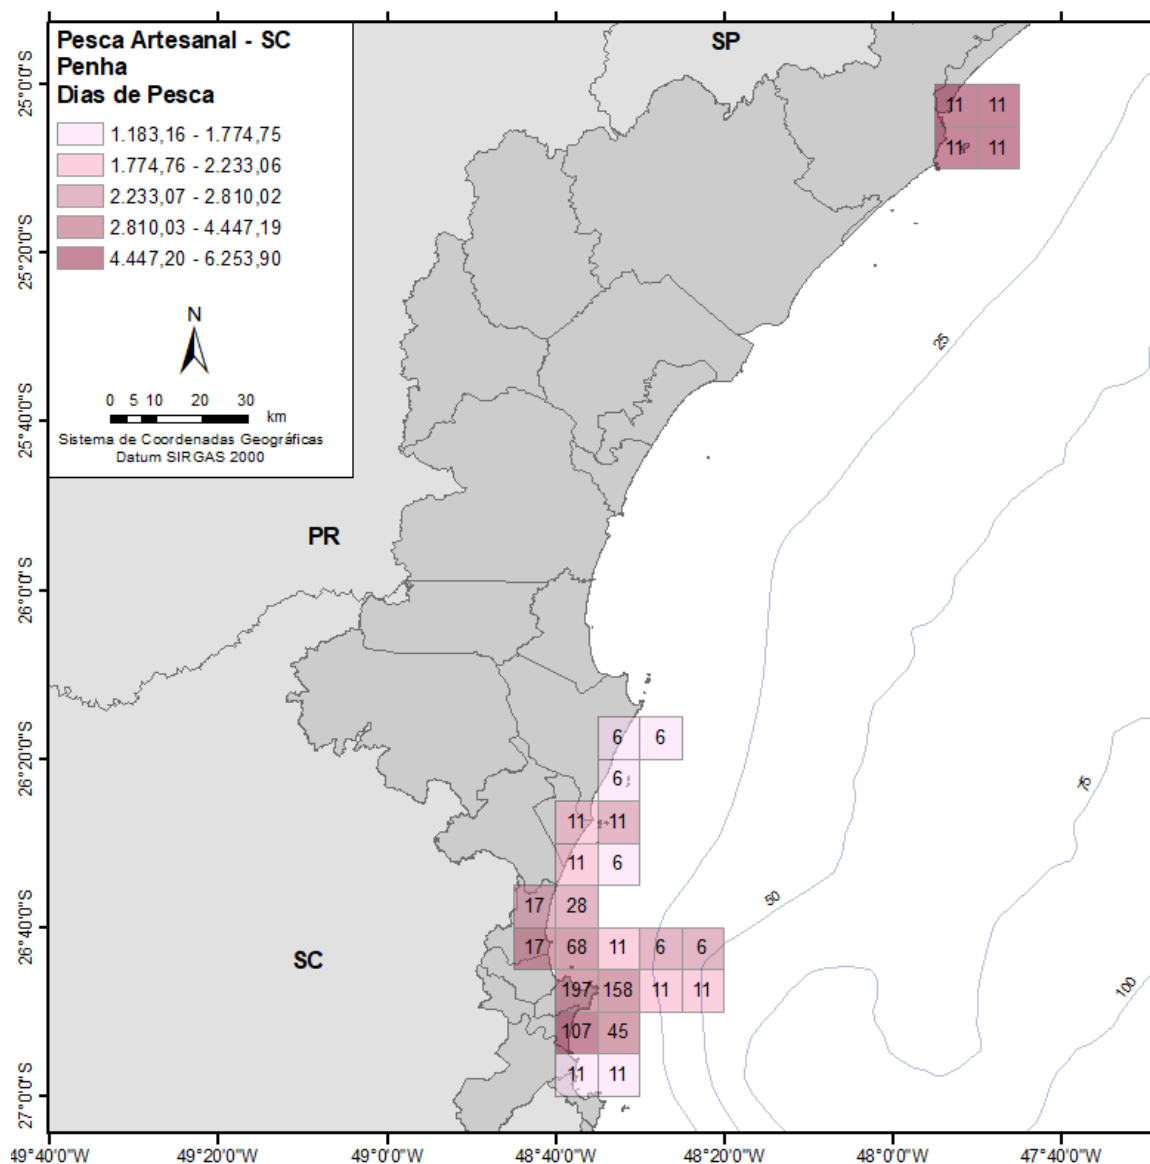 Pesca Artesanal - SC
Penha
Dias de Pesca
1.183,16 - 1.774,75
1.774,76 - 2.233,06
2.233,07 - 2.810,02
2.810,03 - 4.447,19
4.447,20 - 6.253,90
N
0 5 10 20 30
km
Sistema de Coordenadas Geográficas
Datum SIRGAS 2000
SP
PR
SC
11 11
11 11
25
6 6
6
11 11
11 6
17 28
17 68 11 6 6
197 158 11 11
107 45
11 11
50
75
100
25°0'0"S
25°20'0"S
25°40'0"S
26°0'0"S
26°20'0"S
26°40'0"S
27°0'0"S
49°40'0"W 49°20'0"W 49°0'0"W 48°40'0"W 48°20'0"W 48°0'0"W 47°40'0"W